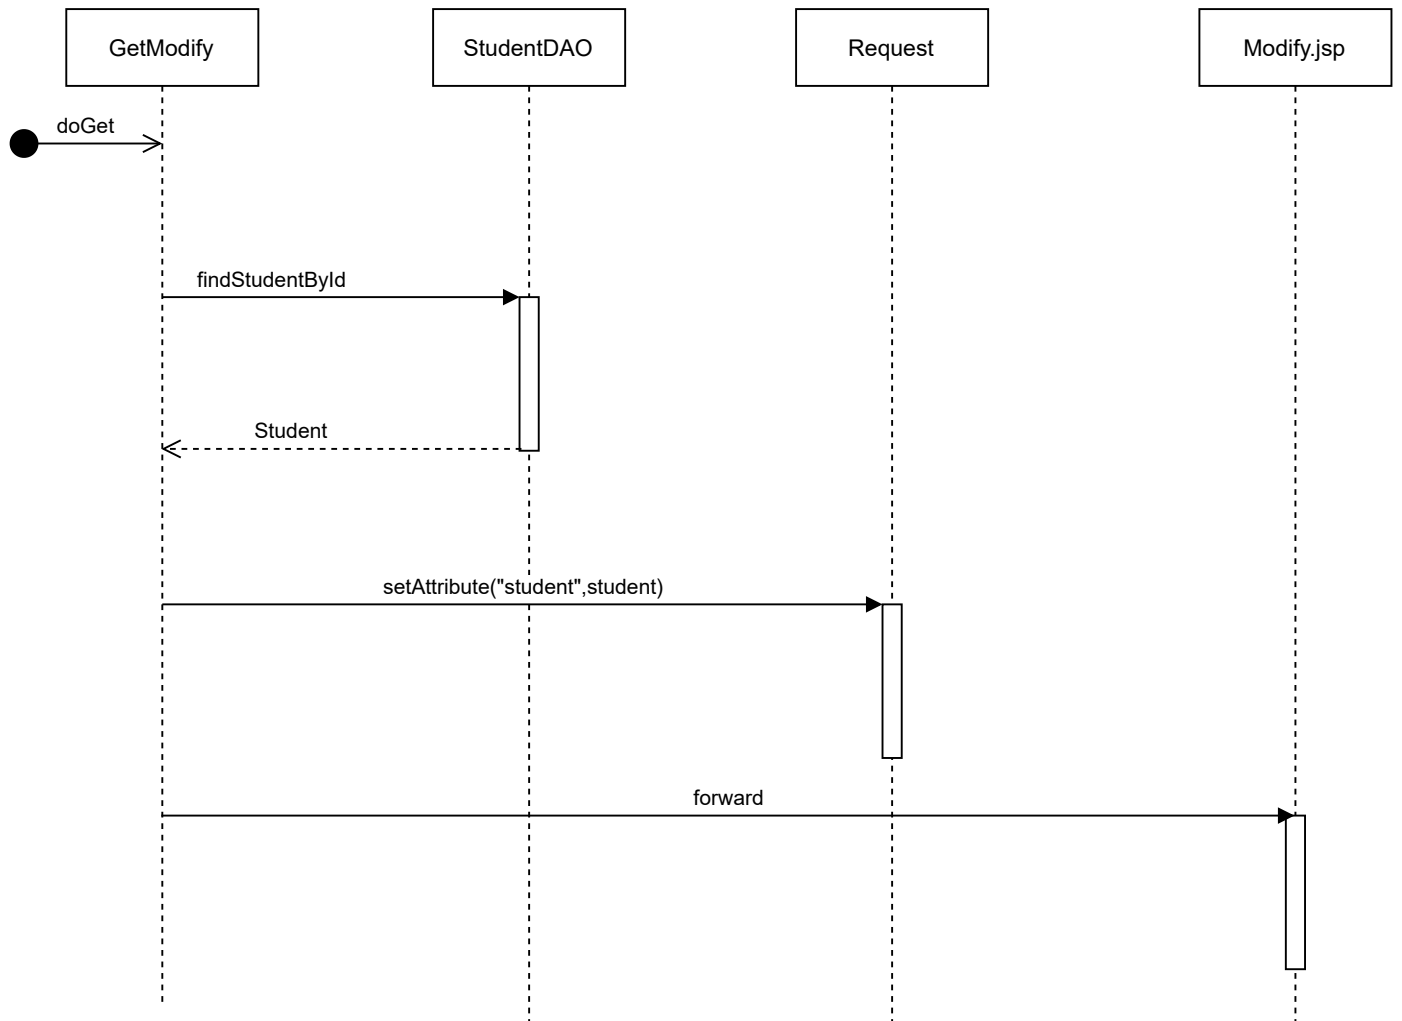 GetModify
StudentDAO
Request
Modify.jsp
doGet
findStudentById
Student
setAttribute("student",student)
forward